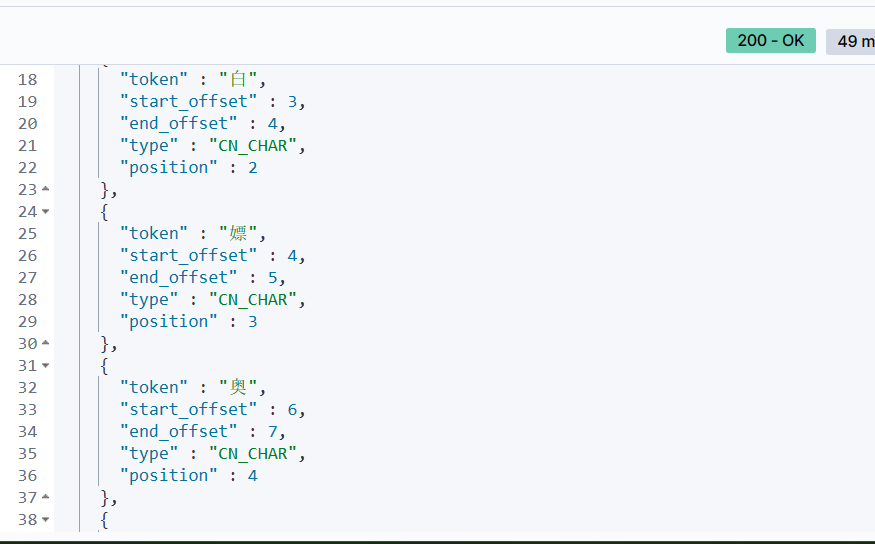 200 - OK
49 m
18 "token" : "白",
19 "start_offset" : 3,
20 "end_offset" : 4,
21 "type" : "CN_CHAR",
22 "position" : 2
23 },
24 {
25 "token" : "嫖",
26 "start_offset" : 4,
27 "end_offset" : 5,
28 "type" : "CN_CHAR",
29 "position" : 3
30 },
31 {
32 "token" : "奥",
33 "start_offset" : 6,
34 "end_offset" : 7,
35 "type" : "CN_CHAR",
36 "position" : 4
37 },
38 {